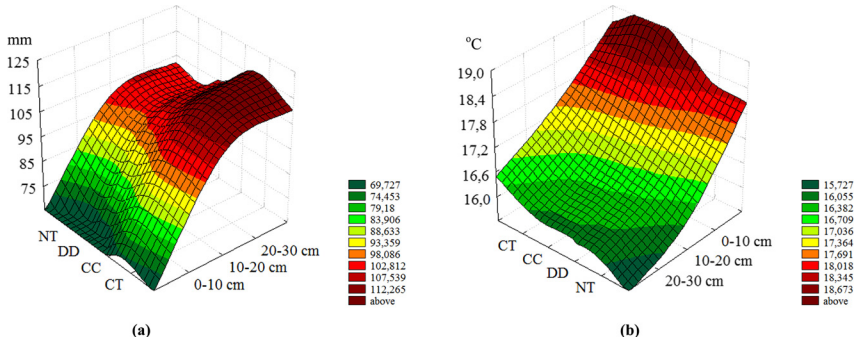 mm
125
115
105
95
85
75
NT
DD
CC
CT
0-10 cm
10-20 cm
20-30 cm
69,727
74,453
79,18
83,906
88,633
93,359
98,086
102,812
107,539
112,265
above
(a)
°C
19,0
18,4
17,8
17,2
16,6
16,0
CT
CC
DD
NT
20-30 cm
10-20 cm
0-10 cm
15,727
16,055
16,382
16,709
17,036
17,364
17,691
18,018
18,345
18,673
above
(b)